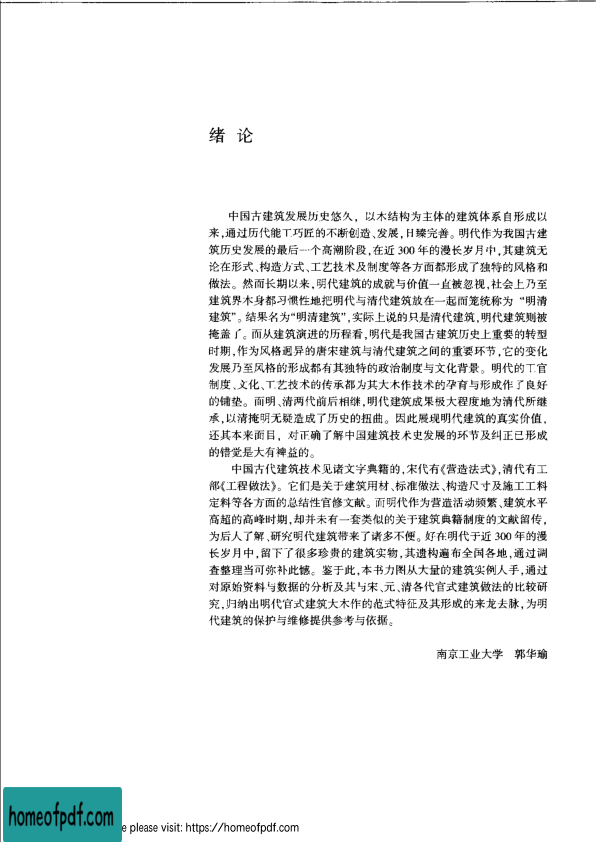 绪 论
中国古建筑发展历史悠久，以木结构为主体的建筑体系自形成以
来,通过历代能工巧匠的不断创造、发展,日臻完善。明代作为我国古建
筑历史发展的最后一个高潮阶段,在近 300 年的漫长岁月中,其建筑无
论在形式、构造方式、工艺技术及制度等各方面都形成了独特的风格和
做法。然而长期以来,明代建筑的成就与价值一直被忽视,社会上乃至
建筑界本身都习惯性地把明代与清代建筑放在一起而笼统称为 “明清
建筑”。结果名为“明清建筑”,实际上说的只是清代建筑,明代建筑则被
掩盖了。而从建筑演进的历程看,明代是我国古建筑历史上重要的转型
时期,作为风格迥异的唐宋建筑与清代建筑之间的重要环节,它的变化
发展乃至风格的形成都有其独特的政治制度与文化背景。明代的工官
制度、文化、工艺技术的传承都为其大木作技术的孕育与形成作了良好
的铺垫。而明、清两代前后相继,明代建筑成果极大程度地为清代所继
承,以清掩明无疑造成了历史的扭曲。因此展现明代建筑的真实价值,
还其本来面目，对正确了解中国建筑技术史发展的环节及纠正已形成
的错觉是大有裨益的。
中国古代建筑技术见诸文字典籍的,宋代有《营造法式》,清代有工
部《工程做法》。它们是关于建筑用材、标准做法、构造尺寸及施工工料
定料等各方面的总结性官修文献。而明代作为营造活动频繁、建筑水平
高超的高峰时期,却并未有一套类似的关于建筑典籍制度的文献留传,
为后人了解、研究明代建筑带来了诸多不便。好在明代于近 300 年的漫
长岁月中,留下了很多珍贵的建筑实物,其遗构遍布全国各地,通过调
查整理当可弥补此憾。鉴于此,本书力图从大量的建筑实例人手,通过
对原始资料与数据的分析及其与宋、元、清各代官式建筑做法的比较研
究,归纳出明代官式建筑大木作的范式特征及其形成的来龙去脉,为明
代建筑的保护与维修提供参考与依据。
南京工业大学 郭华瑜
homeofpdf.com
e please visit: https://homeofpdf.com